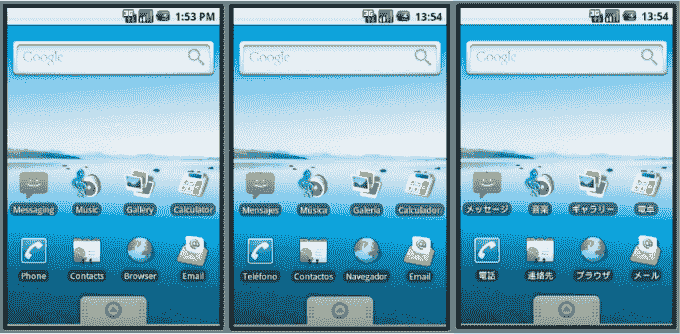 1:53 PM
Google
Messaging Music Gallery Calculator
Phone Contacts Browser Email
13:54
Google
Mensajes Música Galería Calculador
Teléfono Contactos Navegador Email
13:54
Google
メッセージ 音楽 ギャラリー 電卓
電話 連絡先 ブラウザ メール